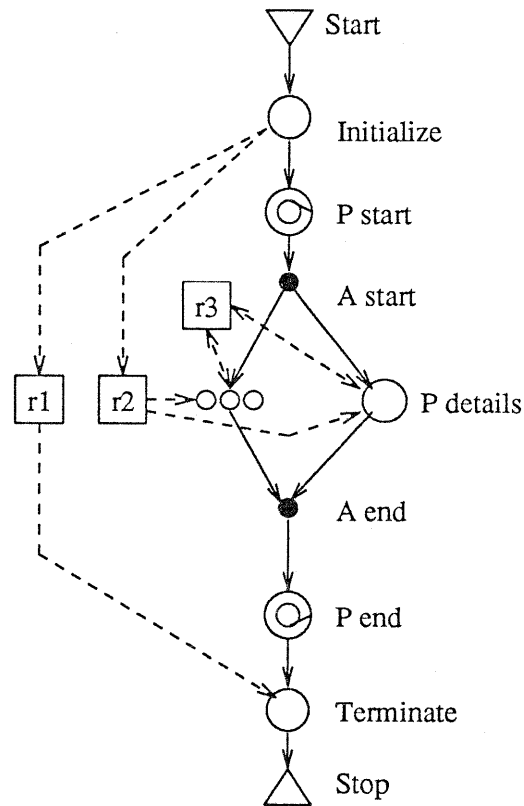 Start
Initialize
P start
A start
r3
r1
r2
P details
A end
P end
Terminate
Stop